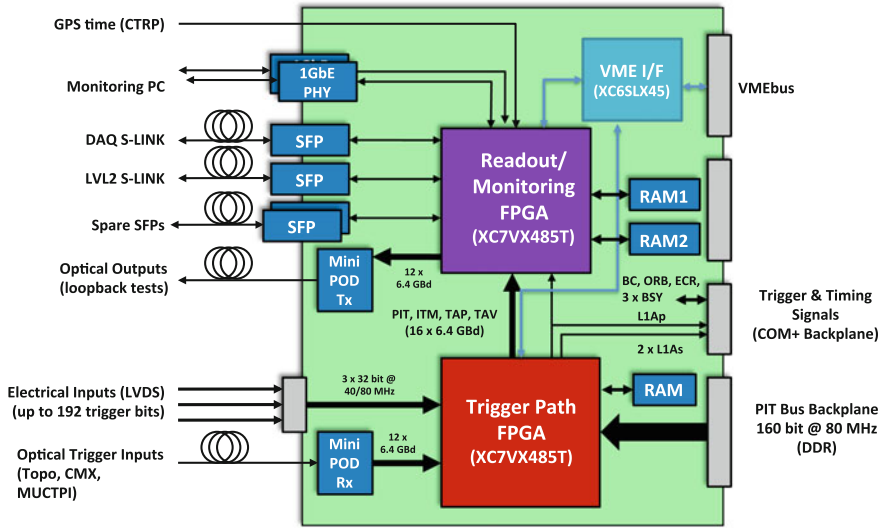 GPS time (CTRP)
1GbE
PHY
Monitoring PC
VME I/F
(XC6SLX45)
VMEbus
DAQ S-LINK
SFP
LVL2 S-LINK
SFP
Spare SFPs
SFP
Readout/
Monitoring
FPGA
(XC7VX485T)
RAM1
RAM2
Optical Outputs
(loopback tests)
Mini
POD
Tx
12 x
6.4 GBd
PIT, ITM, TAP, TAV
(16 x 6.4 GBd)
BC, ORB, ECR,
3 x BSY
L1Ap
2 x L1As
Trigger & Timing
Signals
(COM+ Backplane)
Electrical Inputs (LVDS)
(up to 192 trigger bits)
3 x 32 bit @
40/80 MHz
Trigger Path
FPGA
(XC7VX485T)
RAM
PIT Bus Backplane
160 bit @ 80 MHz
(DDR)
Optical Trigger Inputs
(Topo, CMX,
MUCTPI)
Mini
POD
Rx
12 x
6.4 GBd